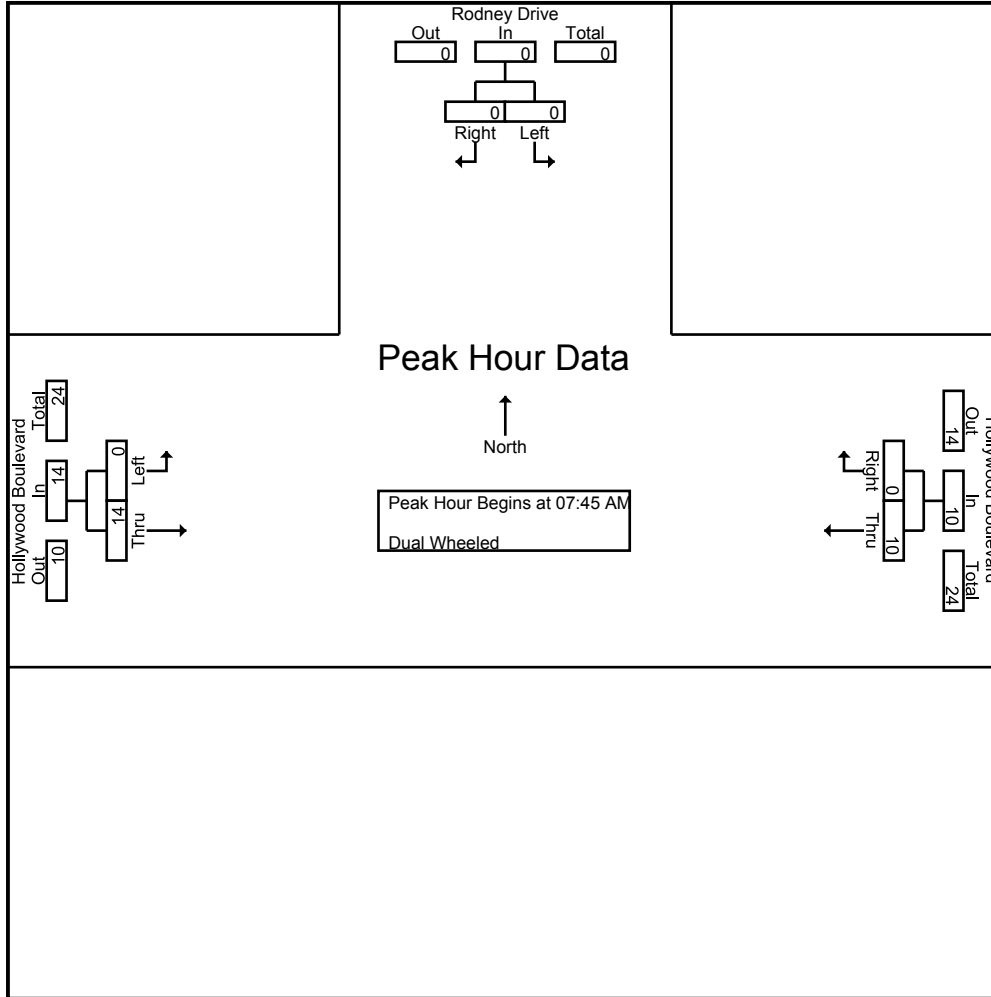 Rodney Drive
Out In Total
0 0 0
0 0
Right Left
Peak Hour Data
North
Peak Hour Begins at 07:45 AM
Dual Wheeled
Hollywood Boulevard
Out In Total
10 14 24
Left Thru
0 14
Hollywood Boulevard
Out In Total
14 10 24
Right Thru
0 10